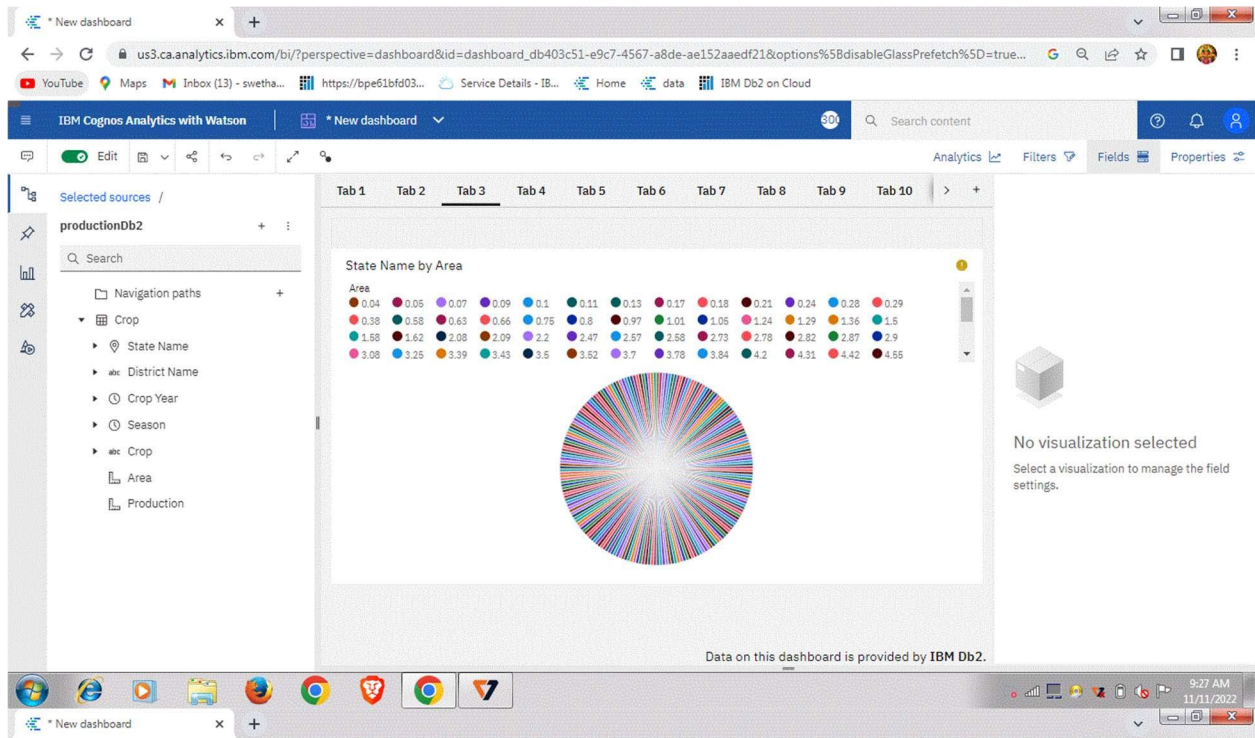 * New dashboard
us3.ca.analytics.ibm.com/bi/?perspective=dashboard&id=dashboard_db403c51-e9c7-4567-a8de-ae152aaedf21&options%5BdisableGlassPrefetch%5D=true...
YouTube Maps Inbox (13) - swetha... https://bpe61bfd03... Service Details - IB... Home data IBM Db2 on Cloud
IBM Cognos Analytics with Watson * New dashboard 30 Search content
Edit Analytics Filters Fields Properties
Selected sources / Tab 1 Tab 2 Tab 3 Tab 4 Tab 5 Tab 6 Tab 7 Tab 8 Tab 9 Tab 10
productionDb2
Search
Navigation paths
Crop
State Name
abc District Name
Crop Year
Season
abc Crop
Area
Production
State Name by Area
Area
0.04 0.05 0.07 0.09 0.1 0.11 0.13 0.17 0.18 0.21 0.24 0.28 0.29
0.38 0.58 0.63 0.66 0.75 0.8 0.97 1.01 1.05 1.24 1.29 1.36 1.5
1.58 1.62 2.08 2.09 2.2 2.47 2.57 2.58 2.73 2.78 2.82 2.87 2.9
3.08 3.25 3.39 3.43 3.5 3.52 3.7 3.78 3.84 4.2 4.31 4.42 4.55
No visualization selected
Select a visualization to manage the field
settings.
Data on this dashboard is provided by IBM Db2.
9:27 AM
11/11/2022
* New dashboard